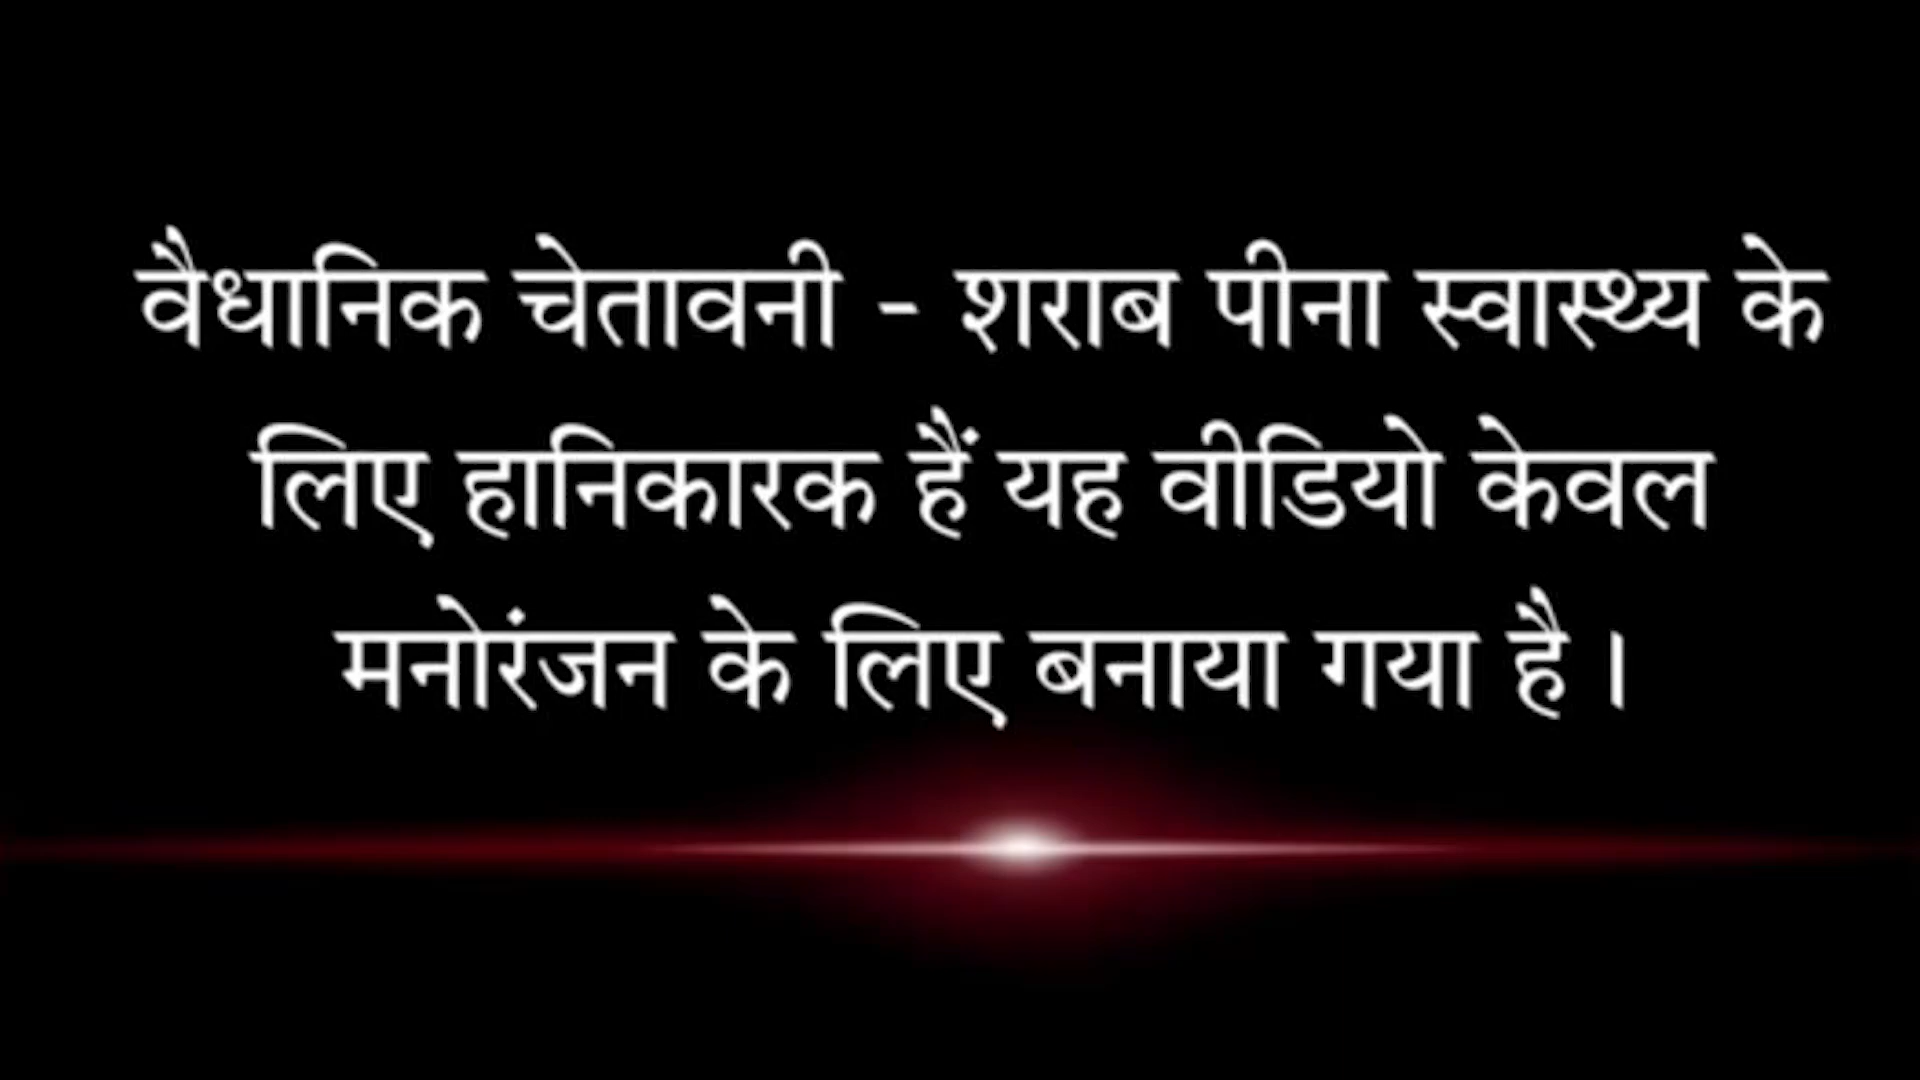 वैधानिक चेतावनी - शराब पीना स्वास्थ्य के
लिए हानिकारक हैं यह वीडियो केवल
मनोरंजन के लिए बनाया गया है ।